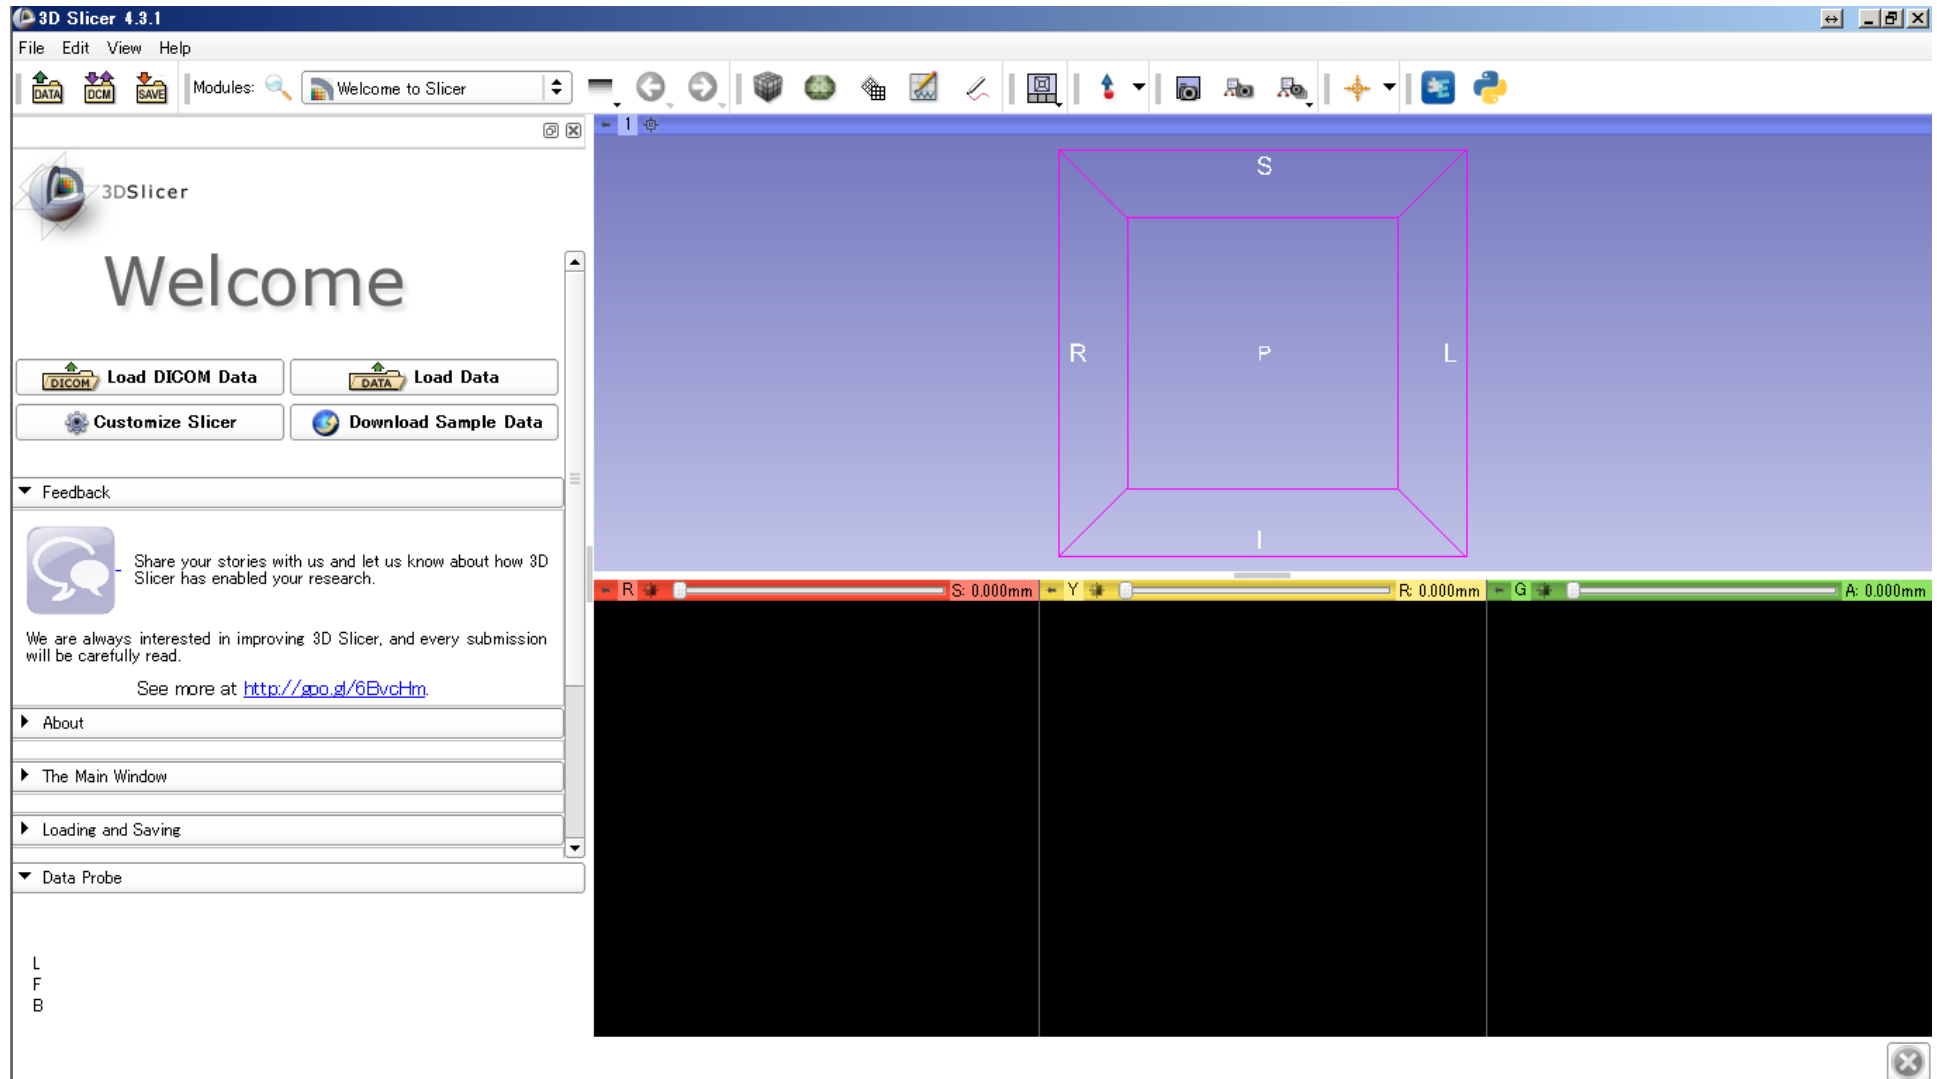 3D Slicer 4.3.1
File Edit View Help
DATA DCM SAVE Modules: Welcome to Slicer
1
3DSlicer
Welcome
DICOM Load DICOM Data
DATA Load Data
Customize Slicer
Download Sample Data
Feedback
Share your stories with us and let us know about how 3D
Slicer has enabled your research.
We are always interested in improving 3D Slicer, and every submission
will be carefully read.
See more at http://goo.gl/6BvcHm.
About
The Main Window
Loading and Saving
Data Probe
L
F
B
S
R P L
I
R S: 0.000mm
Y R: 0.000mm
G A: 0.000mm